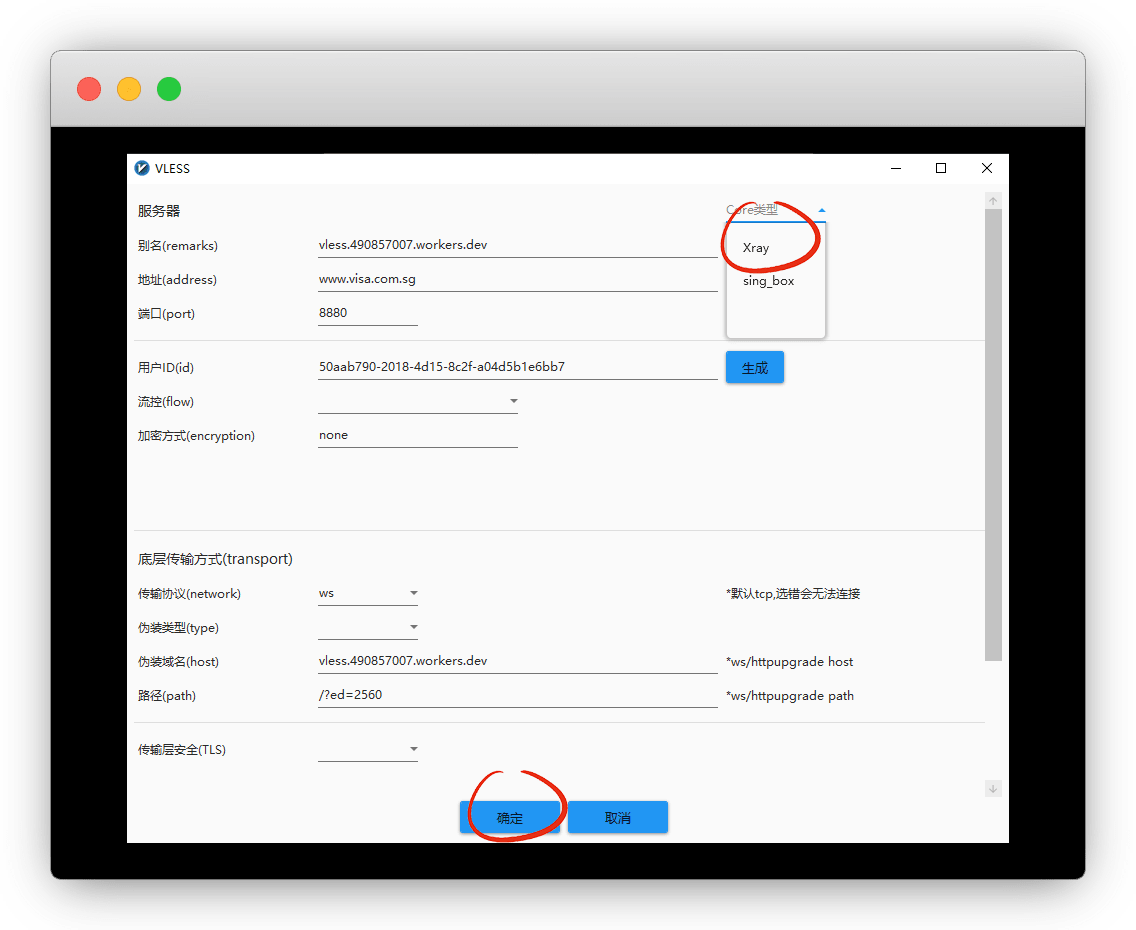 VLESS
服务器 Core类型
别名(remarks) vless.490857007.workers.dev Xray
地址(address) www.visa.com.sg sing_box
端口(port) 8880
用户ID(id) 50aab790-2018-4d15-8c2f-a04d5b1e6bb7 生成
流控(flow)
加密方式(encryption) none
底层传输方式(transport)
传输协议(network) ws *默认tcp,选错会无法连接
伪装类型(type)
伪装域名(host) vless.490857007.workers.dev *ws/httpupgrade host
路径(path) /?ed=2560 *ws/httpupgrade path
传输层安全(TLS)
确定 取消